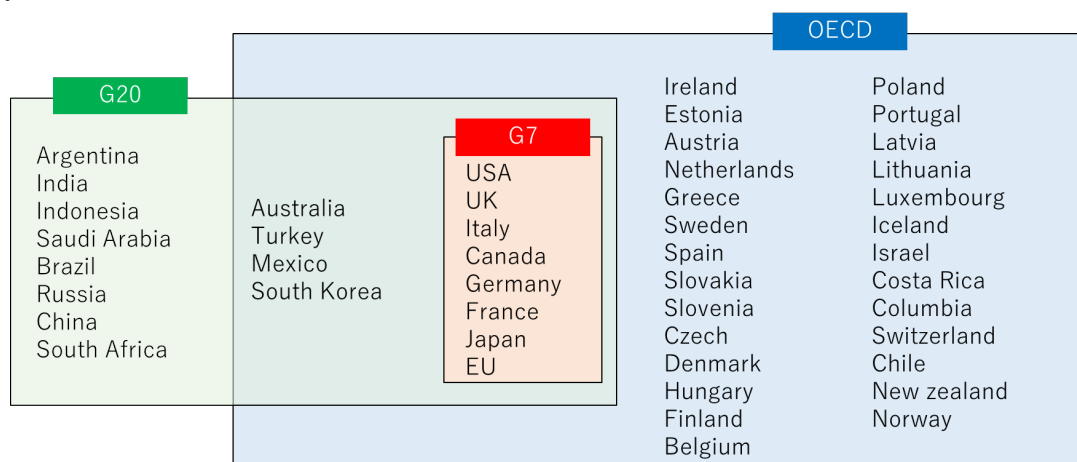 OECD
G20
G7
Argentina
India
Indonesia
Saudi Arabia
Brazil
Russia
China
South Africa
Australia
Turkey
Mexico
South Korea
USA
UK
Italy
Canada
Germany
France
Japan
EU
Ireland
Estonia
Austria
Netherlands
Greece
Sweden
Spain
Slovakia
Slovenia
Czech
Denmark
Hungary
Finland
Belgium
Poland
Portugal
Latvia
Lithuania
Luxembourg
Iceland
Israel
Costa Rica
Columbia
Switzerland
Chile
New zealand
Norway